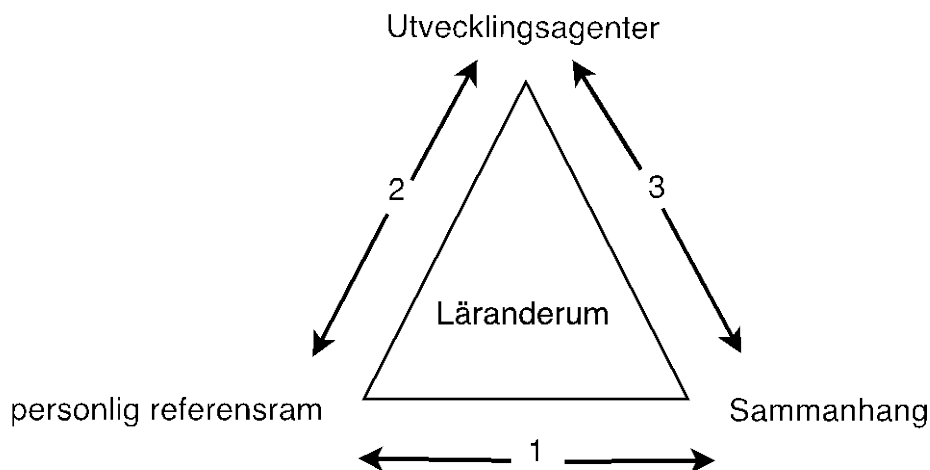 Utvecklingsagenter
2
3
Läranderum
personlig referensram
Sammanhang
1